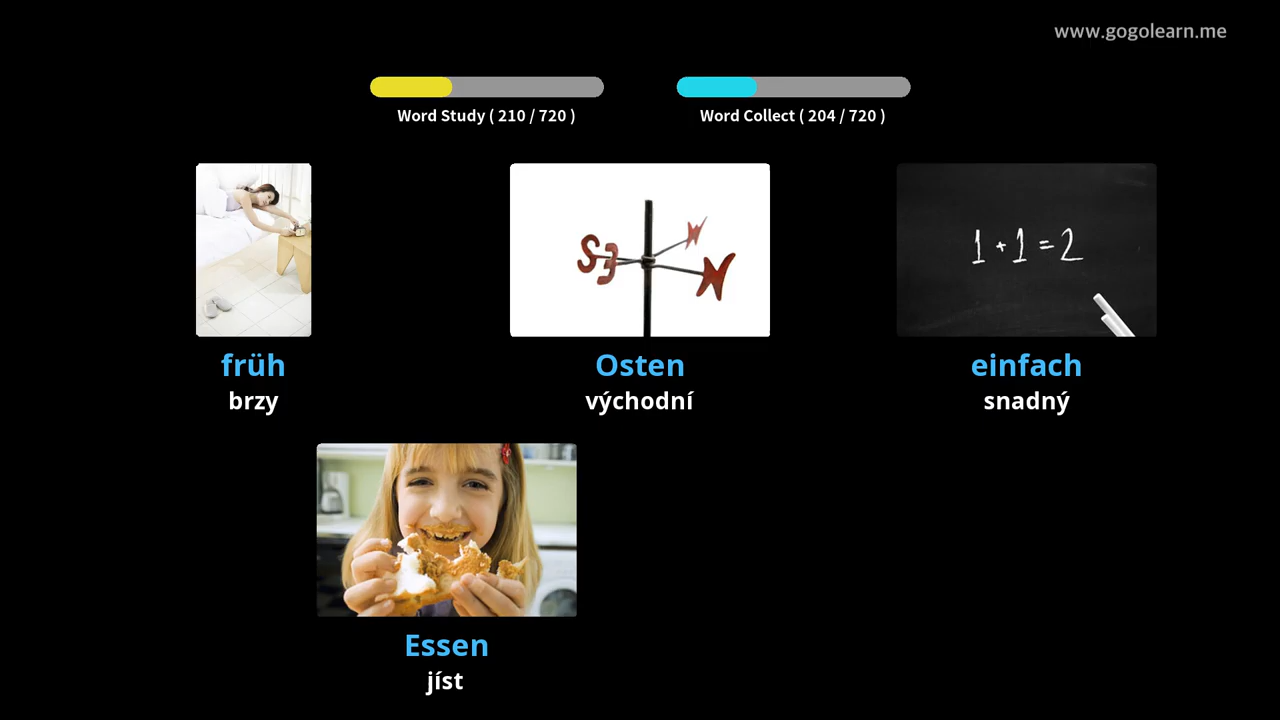 www.gogolearn.me
Word Study ( 210 / 720 )
Word Collect ( 204 / 720 )
S E N W
1 + 1 = 2
früh
brzy
Osten
východní
einfach
snadný
Essen
jíst